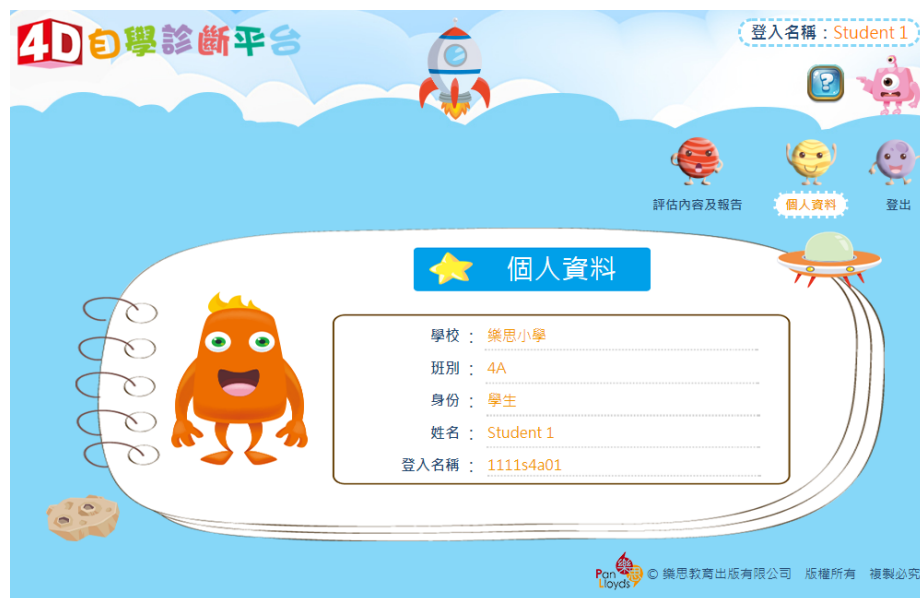 4D自學診斷平台
登入名稱：Student 1
?
評估內容及報告
個人資料
登出
個人資料
學校 ： 樂思小學
班別 ： 4A
身份 ： 學生
姓名 ： Student 1
登入名稱 ： 1111s4a01
Pan Lloyds 樂思 © 樂思教育出版有限公司 版權所有 複製必究